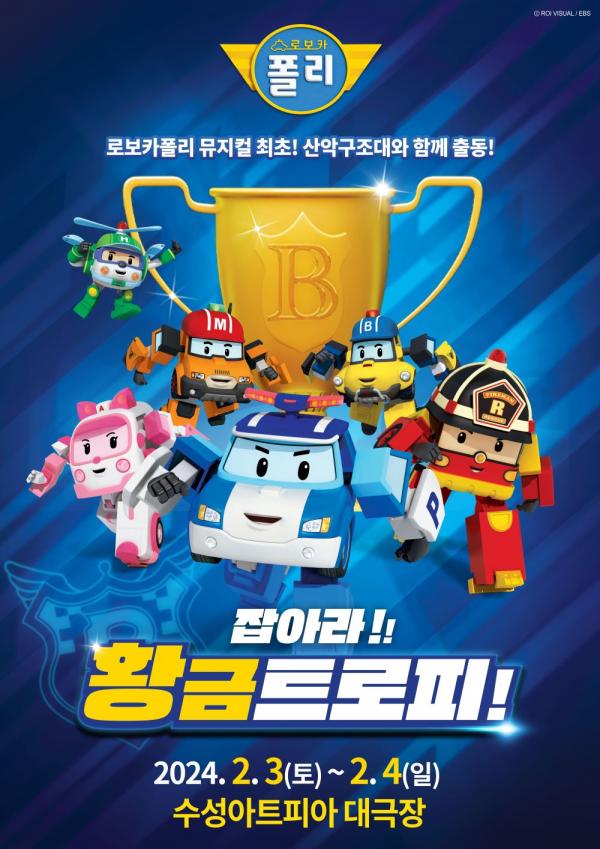 © ROI VISUAL / EBS
로보카
폴리
로보카폴리 뮤지컬 최초! 산악구조대와 함께 출동!
B
H
M
B
A
FIREMAN
R
P
잡아라!!
황금트로피!
2024. 2. 3(토) ~ 2. 4(일)
수성아트피아 대극장